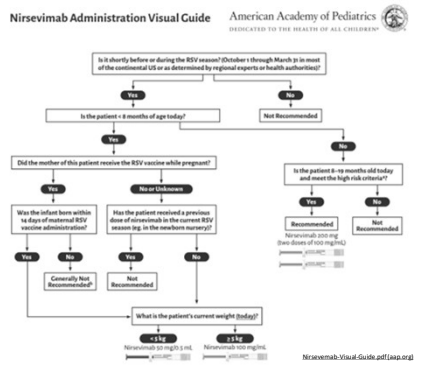 Nirsevimab Administration Visual Guide
American Academy of Pediatrics
DEDICATED TO THE HEALTH OF ALL CHILDREN®
Is it shortly before or during the RSV season? (October 1 through March 31 in most
of the continental US or as determined by regional experts or health authorities)?
Yes
No
Is the patient < 8 months of age today?
Not Recommended
Yes
No
Did the mother of this patient receive the RSV vaccine while pregnant?
Is the patient 8–19 months old today
and meet the high risk criteriaª?
Yes
No or Unknown
Yes
No
Was the infant born within
14 days of maternal RSV
vaccine administration?
Has the patient received a previous
dose of nirsevimab in the current RSV
season (eg. in the newborn nursery)?
Recommended
Nirsevimab 200 mg
(two doses of 100 mg/mL)
Not
Recommended
Yes
No
Yes
No
Generally Not
Recommendedᵇ
Not
Recommended
What is the patient's current weight (today)?
< 5 kg
≥ 5 kg
Nirsevimab 50 mg/0.5 mL
Nirsevimab 100 mg/mL
Nirsevemab-Visual-Guide.pdf (aap.org)